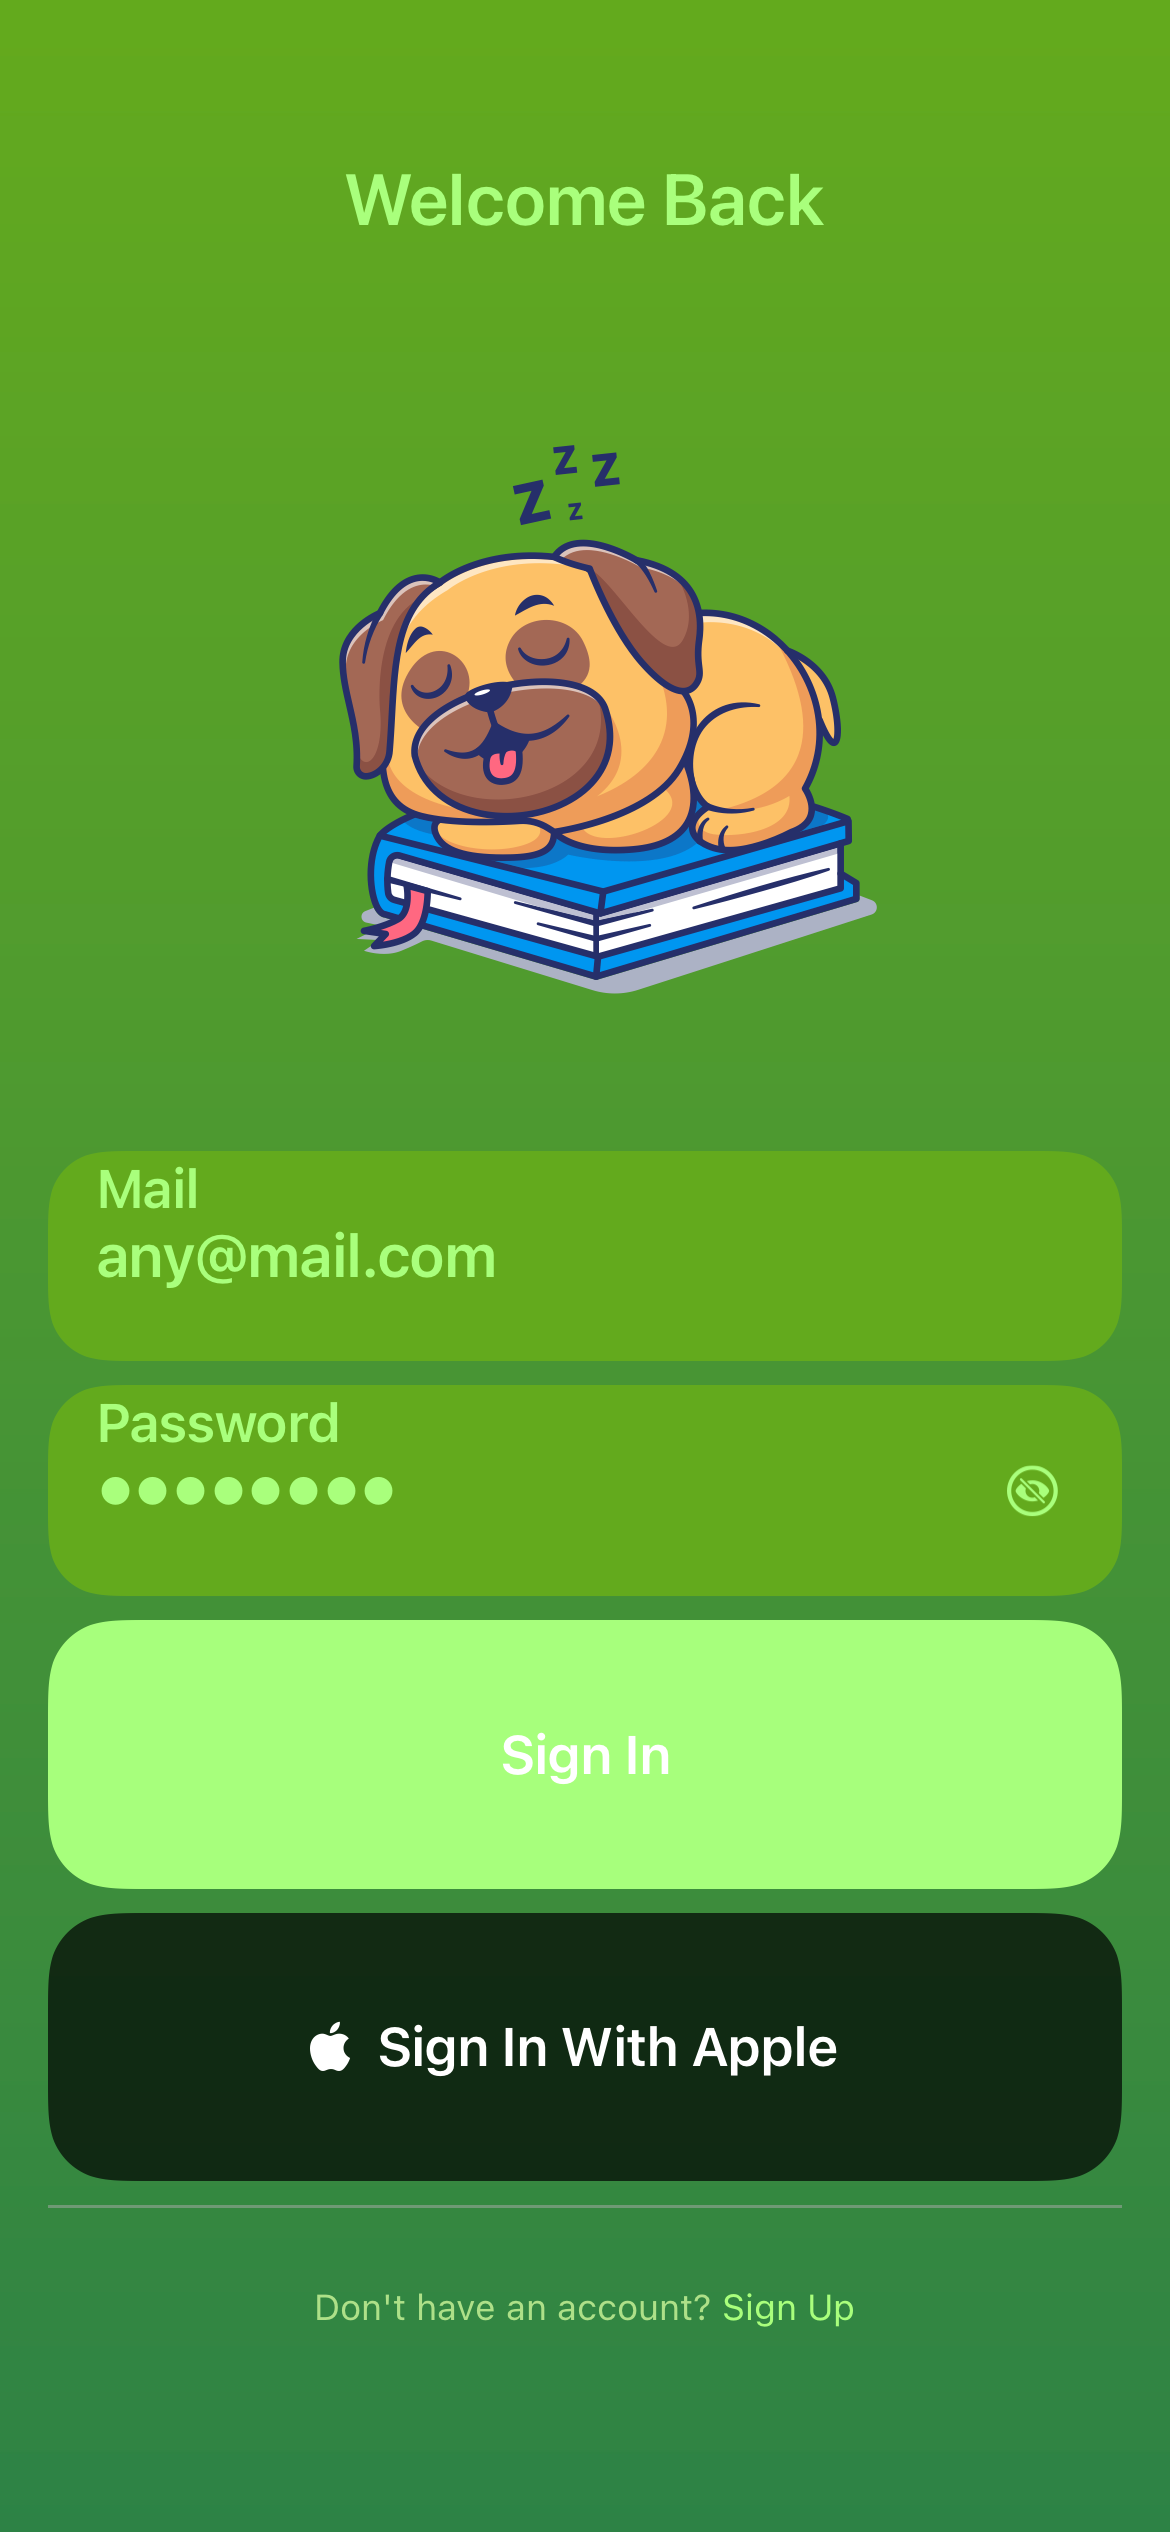 Welcome Back
z z
z z
Mail
any@mail.com
Password
●●●●●●●●
Sign In
Sign In With Apple
Don't have an account? Sign Up